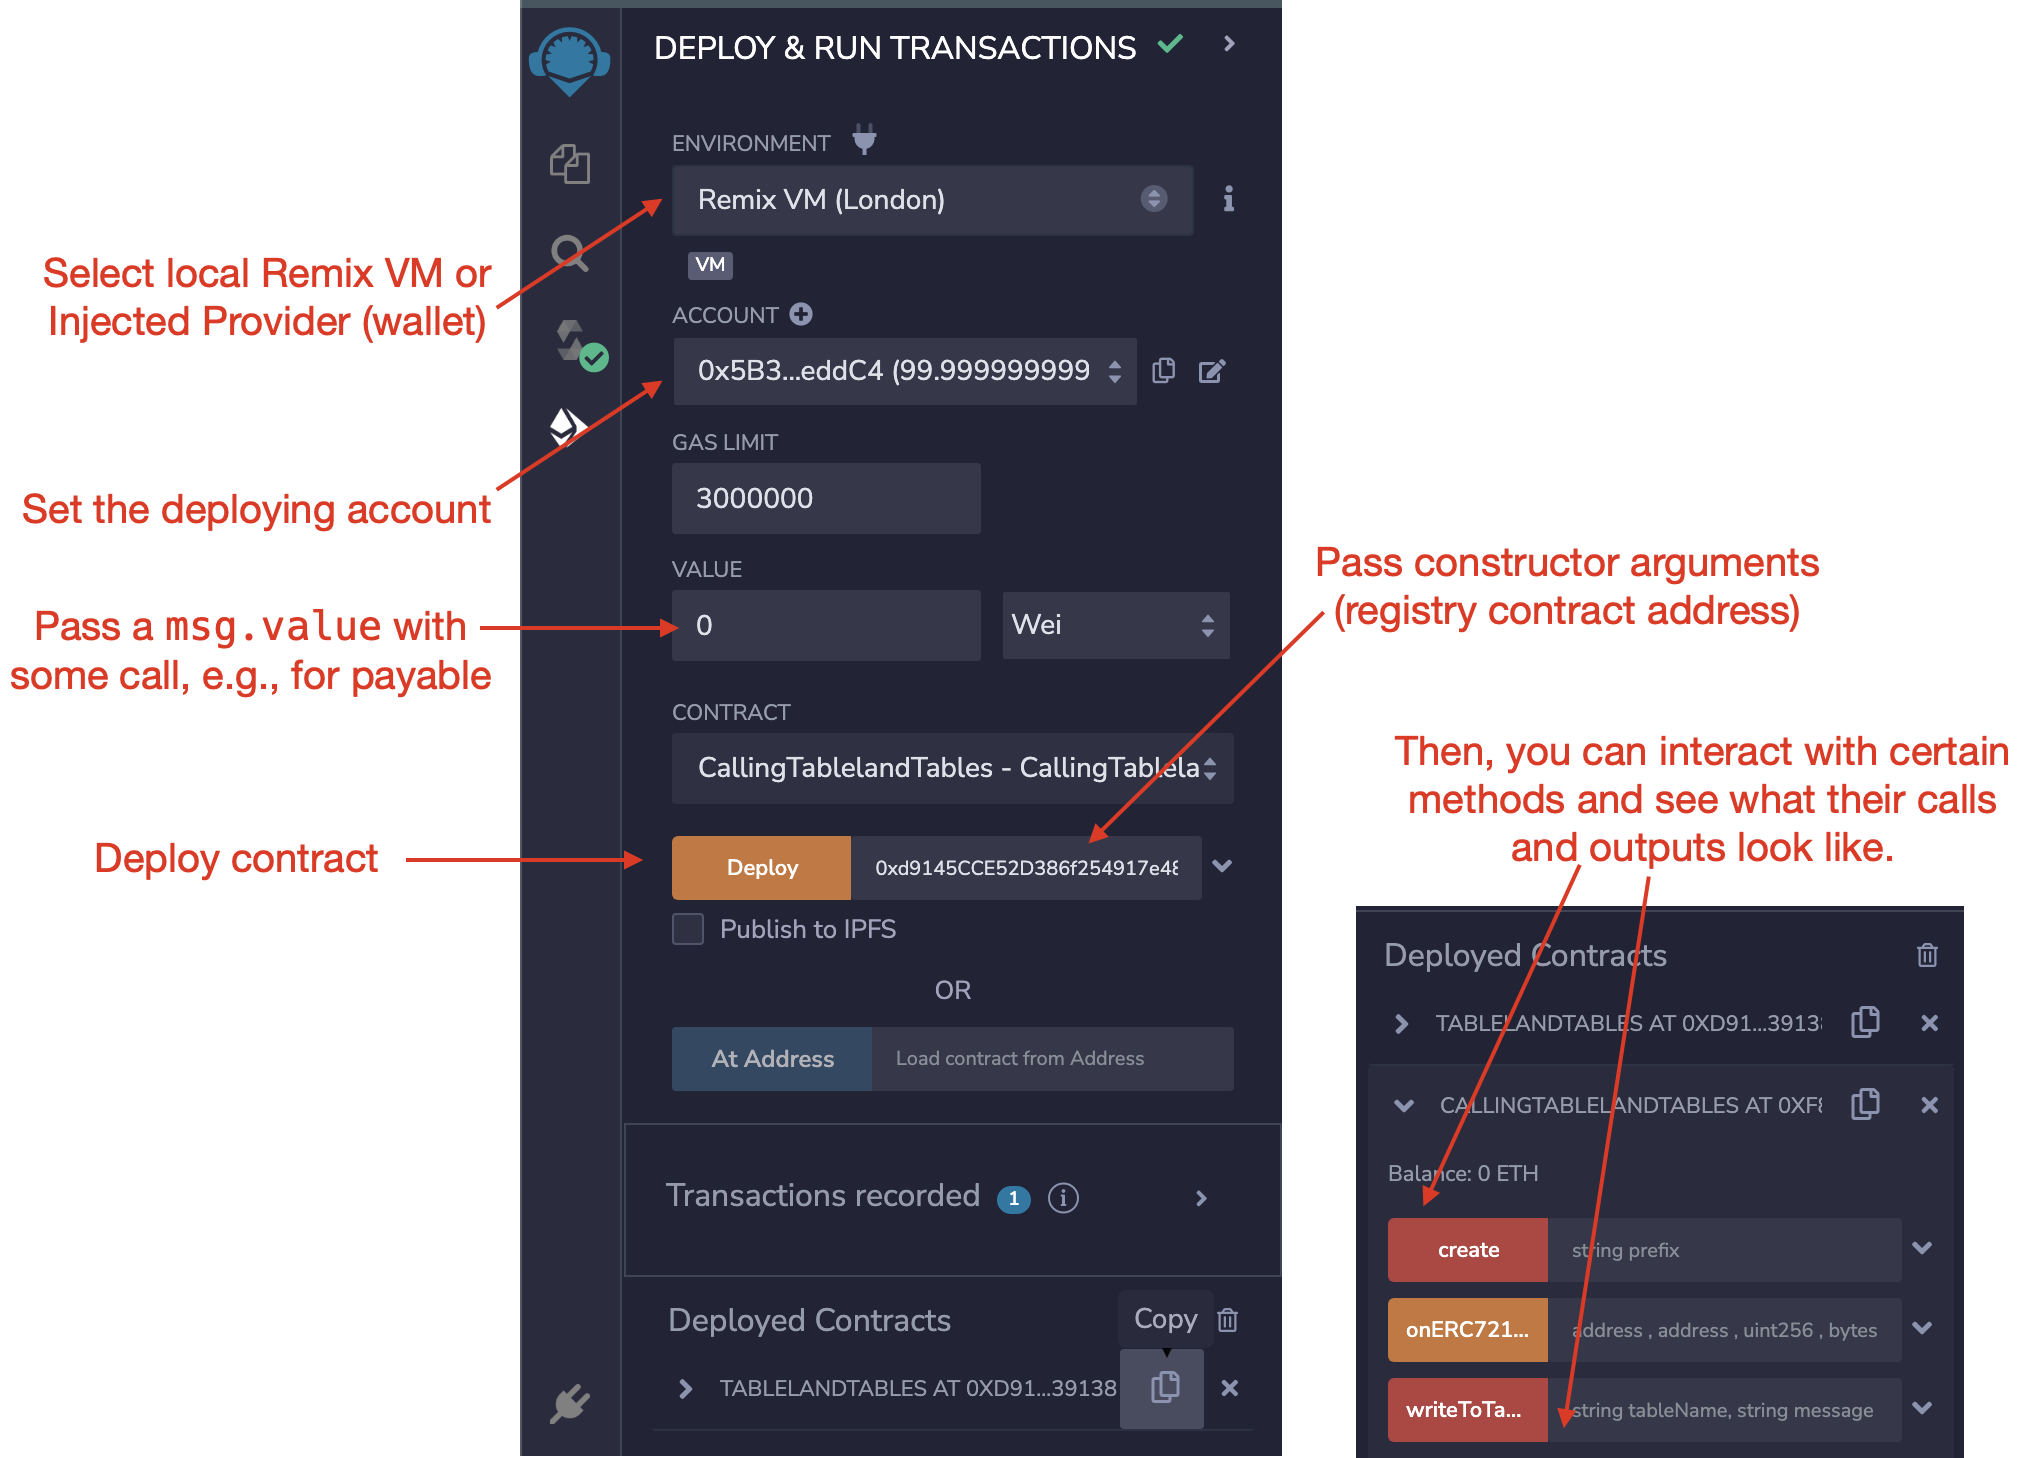 DEPLOY & RUN TRANSACTIONS
ENVIRONMENT
Remix VM (London)
VM
Select local Remix VM or
Injected Provider (wallet)
ACCOUNT
0x5B3...eddC4 (99.999999999
Set the deploying account
GAS LIMIT
3000000
VALUE
0
Wei
Pass a msg.value with
some call, e.g., for payable
Pass constructor arguments
(registry contract address)
CONTRACT
CallingTablelandTables - CallingTablela
Deploy contract
Deploy
0xd9145CCE52D386f254917e48
Publish to IPFS
OR
At Address
Load contract from Address
Transactions recorded 1
Deployed Contracts
Copy
TABLELANDTABLES AT 0XD91...39138
Then, you can interact with certain
methods and see what their calls
and outputs look like.
Deployed Contracts
TABLELANDTABLES AT 0XD91...39138
CALLINGTABLELANDTABLES AT 0XF8
Balance: 0 ETH
create
string prefix
onERC721...
address , address , uint256 , bytes
writeToTa...
string tableName, string message